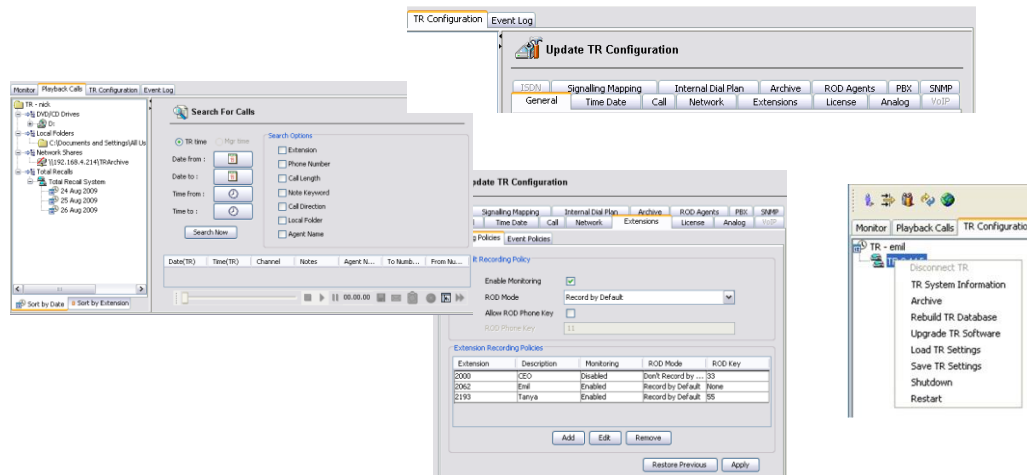 TR Configuration Event Log
Update TR Configuration
ISDN Signalling Mapping Internal Dial Plan Archive ROD Agents PBX SNMP
General Time Date Call Network Extensions License Analog VoIP
Monitor Playback Calls TR Configuration Event Log
TR - nick
DVD/CD Drives
D:
Local Folders
C:\Documents and Settings\All Us
Network Shares
\\192.168.4.214\TRArchive
Total Recalls
Total Recall System
24 Aug 2009
25 Aug 2009
26 Aug 2009
Sort by Date Sort by Extension
Search For Calls
TR time Mgr time
Date from :
Date to :
Time from :
Time to :
Search Now
Search Options
Extension
Phone Number
Call Length
Note Keyword
Call Direction
Local Folder
Agent Name
Date(TR) Time(TR) Channel Notes Agent N... To Numb... From Nu...
00.00.00
pdate TR Configuration
Signalling Mapping Internal Dial Plan Archive ROD Agents PBX SNMP
Time Date Call Network Extensions License Analog VoIP
g Policies Event Policies
lt Recording Policy
Enable Monitoring
ROD Mode Record by Default
Allow ROD Phone Key
ROD Phone Key 11
Extension Recording Policies
Extension Description Monitoring ROD Mode ROD Key
2000 CEO Disabled Don't Record by ... 33
2062 Emil Enabled Record by Default None
2193 Tanya Enabled Record by Default 55
Add Edit Remove
Restore Previous Apply
Monitor Playback Calls TR Configuratio
TR - emil
Disconnect TR
TR System Information
Archive
Rebuild TR Database
Upgrade TR Software
Load TR Settings
Save TR Settings
Shutdown
Restart